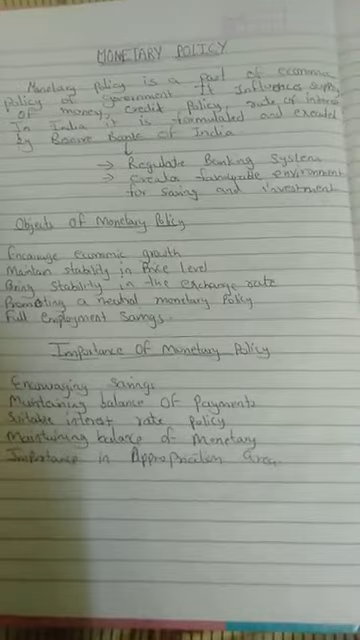 MONETARY POLICY
Monetary policy is a part of economic
policy of government It Influences supply
of money, credit policy, rate of interest
In India it is formulated and executed
by Reserve Bank of India
→ Regulate Banking System
→ Creates favourable environment
for saving and investment
Objects of Monetary Policy
Encourage economic growth
Maintan stability in Price level
Bring Stability in the exchange rate
Promoting a neutral monetary Policy
Full Employment Savings.
Importance of Monetary Policy
Encouraging savings
Maintaining balance of Payments
Suitable interest rate policy
Maintaining balance of Monetary
Importance in Appropriation area.